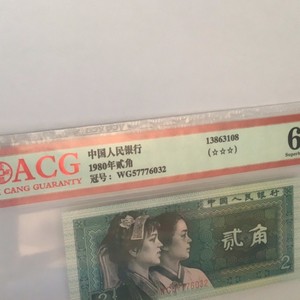 ACG
CANG GUARANTY
中国人民银行
1980年贰角
冠号：WG57776032
13863108
(☆☆☆)
6
中国人民银行
贰角
2